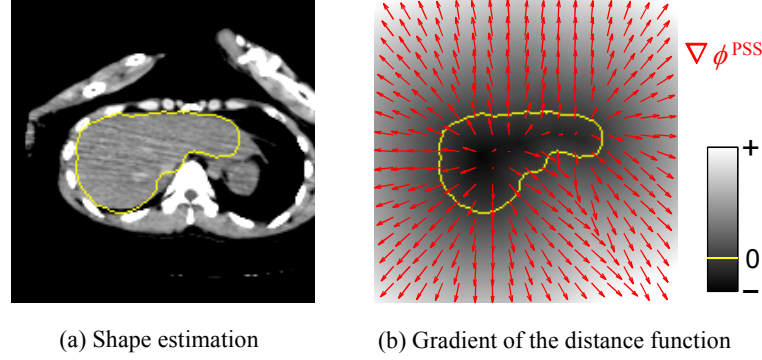 ∇ ϕ^PSS
+
0
−
(a) Shape estimation
(b) Gradient of the distance function